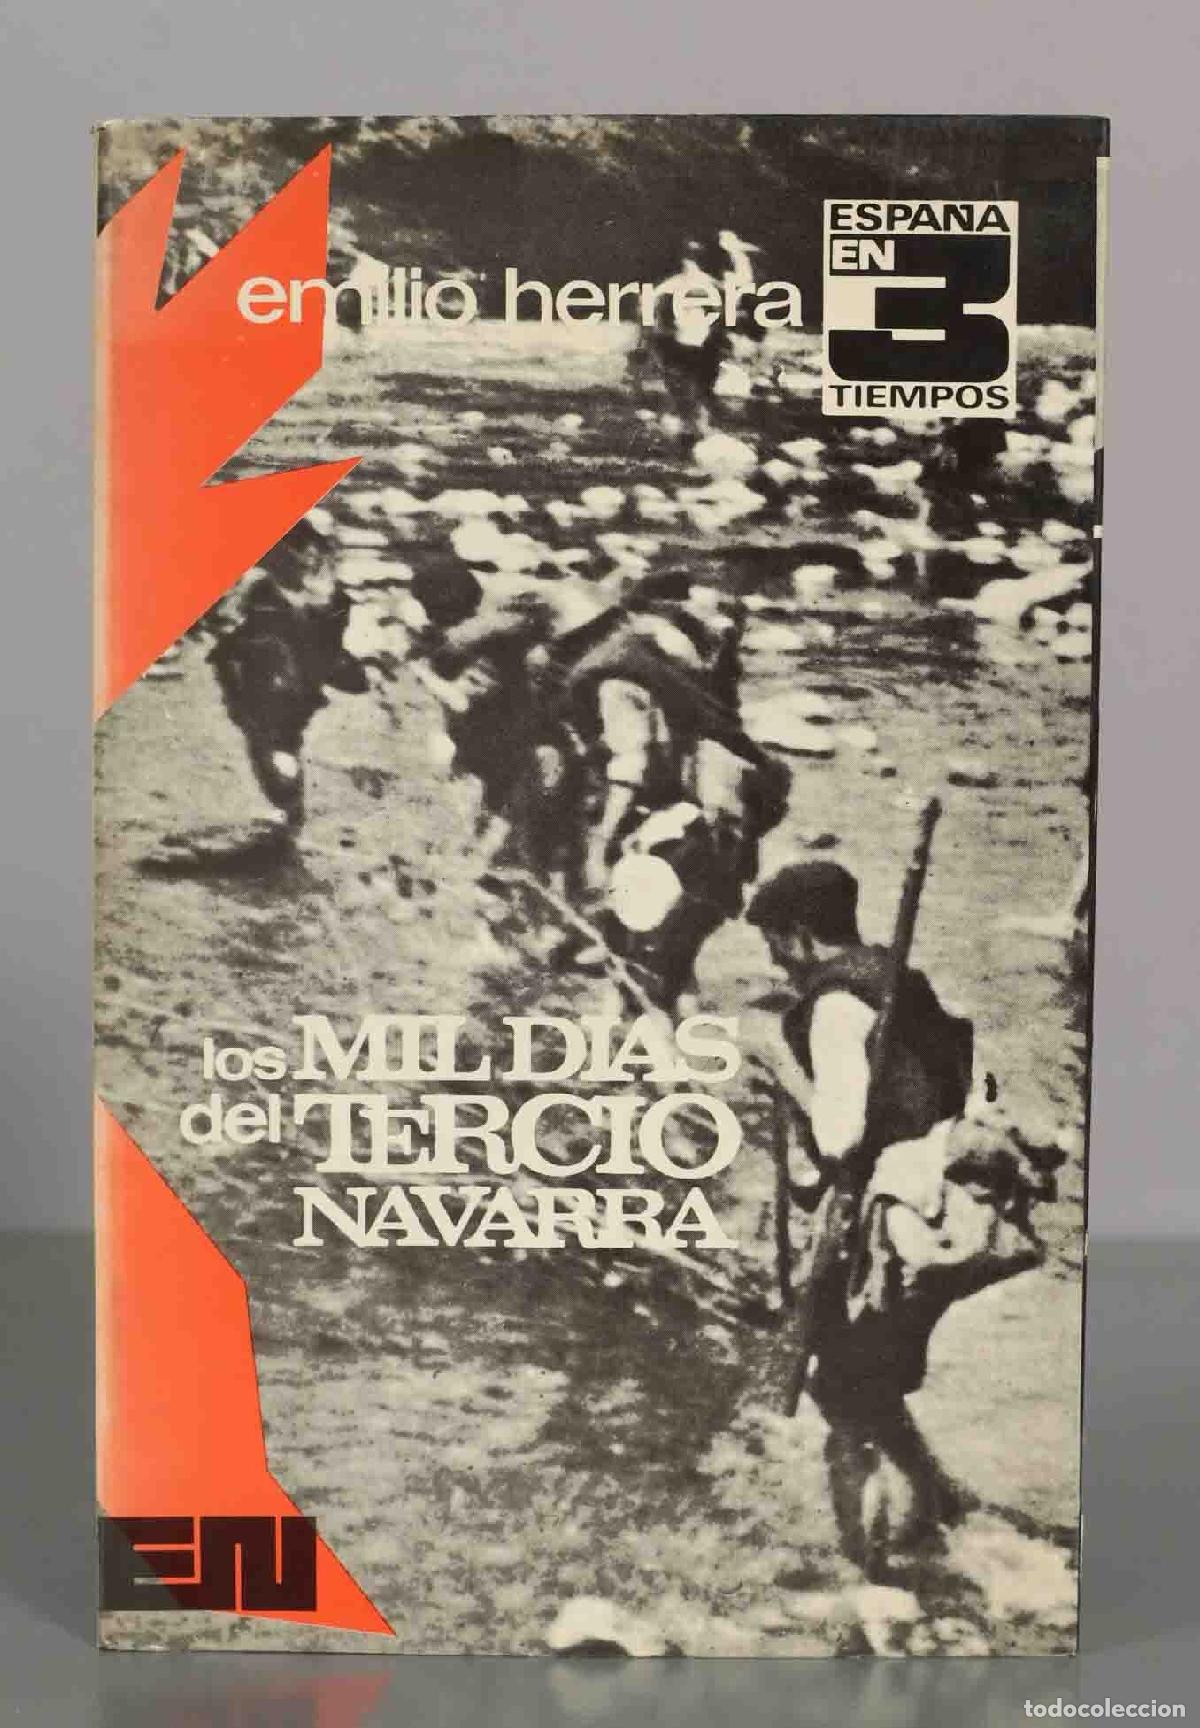 emilio herrera
ESPAÑA
EN
3
TIEMPOS
los MIL DIAS
del TERCIO
NAVARRA
EN
todocoleccion